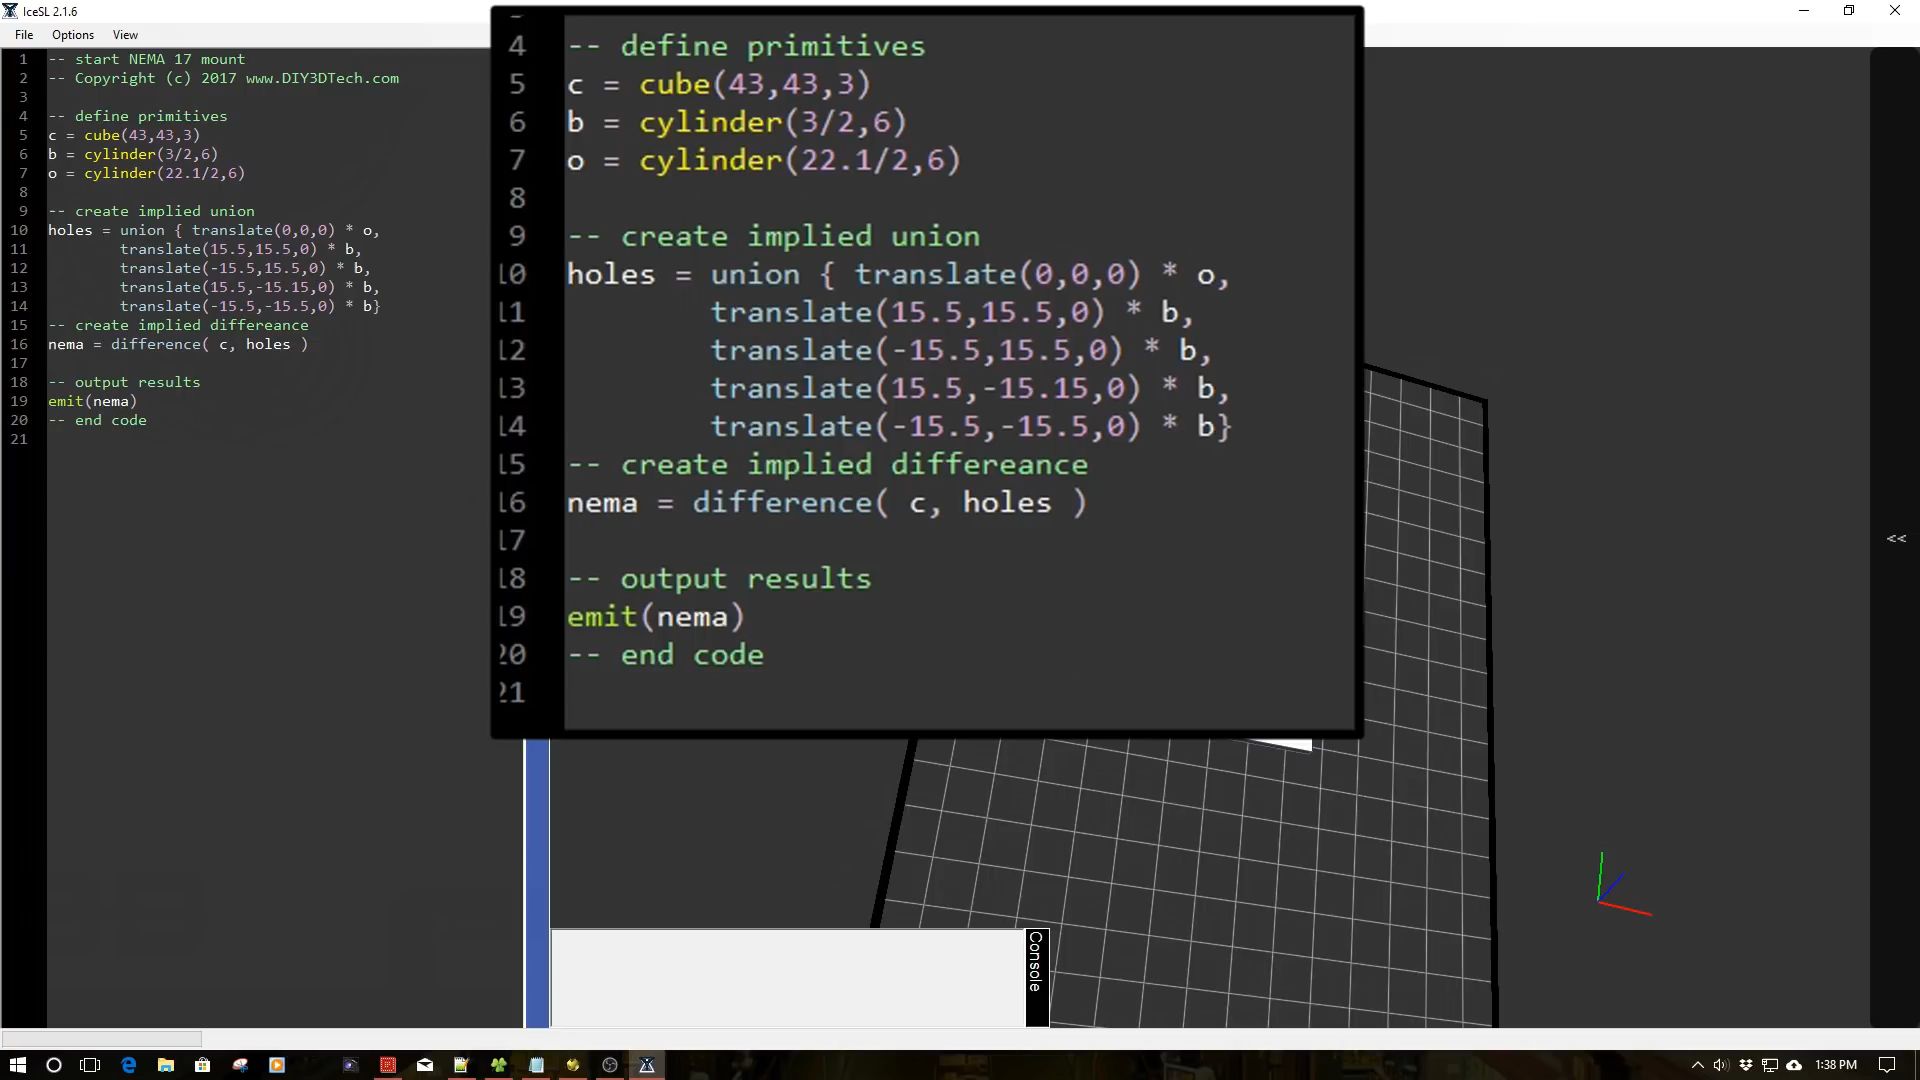 IceSL 2.1.6
File Options View
1 -- start NEMA 17 mount
2 -- Copyright (c) 2017 www.DIY3DTech.com
3
4 -- define primitives
5 c = cube(43,43,3)
6 b = cylinder(3/2,6)
7 o = cylinder(22.1/2,6)
8
9 -- create implied union
10 holes = union { translate(0,0,0) * o,
11 translate(15.5,15.5,0) * b,
12 translate(-15.5,15.5,0) * b,
13 translate(15.5,-15.15,0) * b,
14 translate(-15.5,-15.5,0) * b}
15 -- create implied differeance
16 nema = difference( c, holes )
17
18 -- output results
19 emit(nema)
20 -- end code
21
4 -- define primitives
5 c = cube(43,43,3)
6 b = cylinder(3/2,6)
7 o = cylinder(22.1/2,6)
8
9 -- create implied union
10 holes = union { translate(0,0,0) * o,
11 translate(15.5,15.5,0) * b,
12 translate(-15.5,15.5,0) * b,
13 translate(15.5,-15.15,0) * b,
14 translate(-15.5,-15.5,0) * b}
15 -- create implied differeance
16 nema = difference( c, holes )
17
18 -- output results
19 emit(nema)
20 -- end code
21
<<
Console
1:38 PM